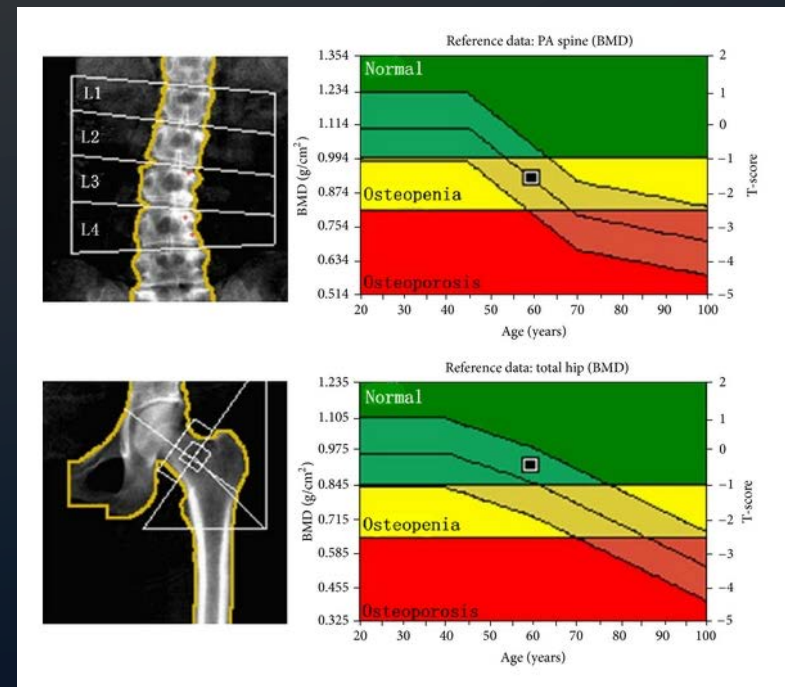 Reference data: PA spine (BMD)
L1
L2
L3
L4
BMD (g/cm²)
1.354
1.234
1.114
0.994
0.874
0.754
0.634
0.514
Normal
Osteopenia
Osteoporosis
2
1
0
−1
−2
−3
−4
−5
T-score
20 30 40 50 60 70 80 90 100
Age (years)
Reference data: total hip (BMD)
BMD (g/cm²)
1.235
1.105
0.975
0.845
0.715
0.585
0.455
0.325
Normal
Osteopenia
Osteoporosis
2
1
0
−1
−2
−3
−4
−5
T-score
20 30 40 50 60 70 80 90 100
Age (years)